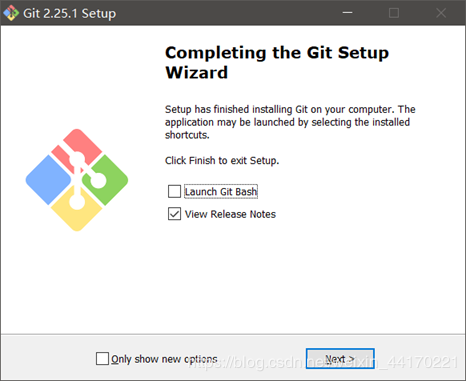 Git 2.25.1 Setup
Completing the Git Setup
Wizard
Setup has finished installing Git on your computer. The
application may be launched by selecting the installed
shortcuts.
Click Finish to exit Setup.
Launch Git Bash
View Release Notes
Only show new options
Next >
https://blog.csdn.net/weixin_44170221